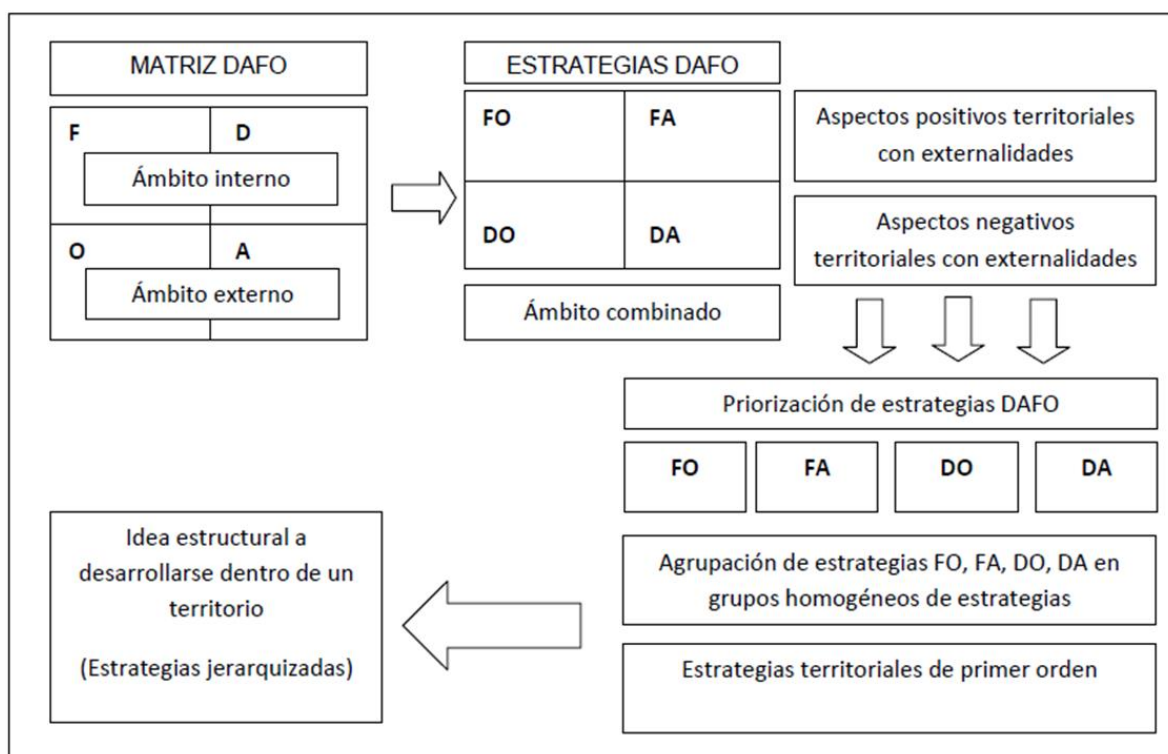 MATRIZ DAFO
F
D
Ámbito interno
O
A
Ámbito externo
ESTRATEGIAS DAFO
FO
FA
DO
DA
Ámbito combinado
Aspectos positivos territoriales
con externalidades
Aspectos negativos
territoriales con externalidades
Priorización de estrategias DAFO
FO
FA
DO
DA
Agrupación de estrategias FO, FA, DO, DA en
grupos homogéneos de estrategias
Estrategias territoriales de primer orden
Idea estructural a
desarrollarse dentro de un
territorio
(Estrategias jerarquizadas)